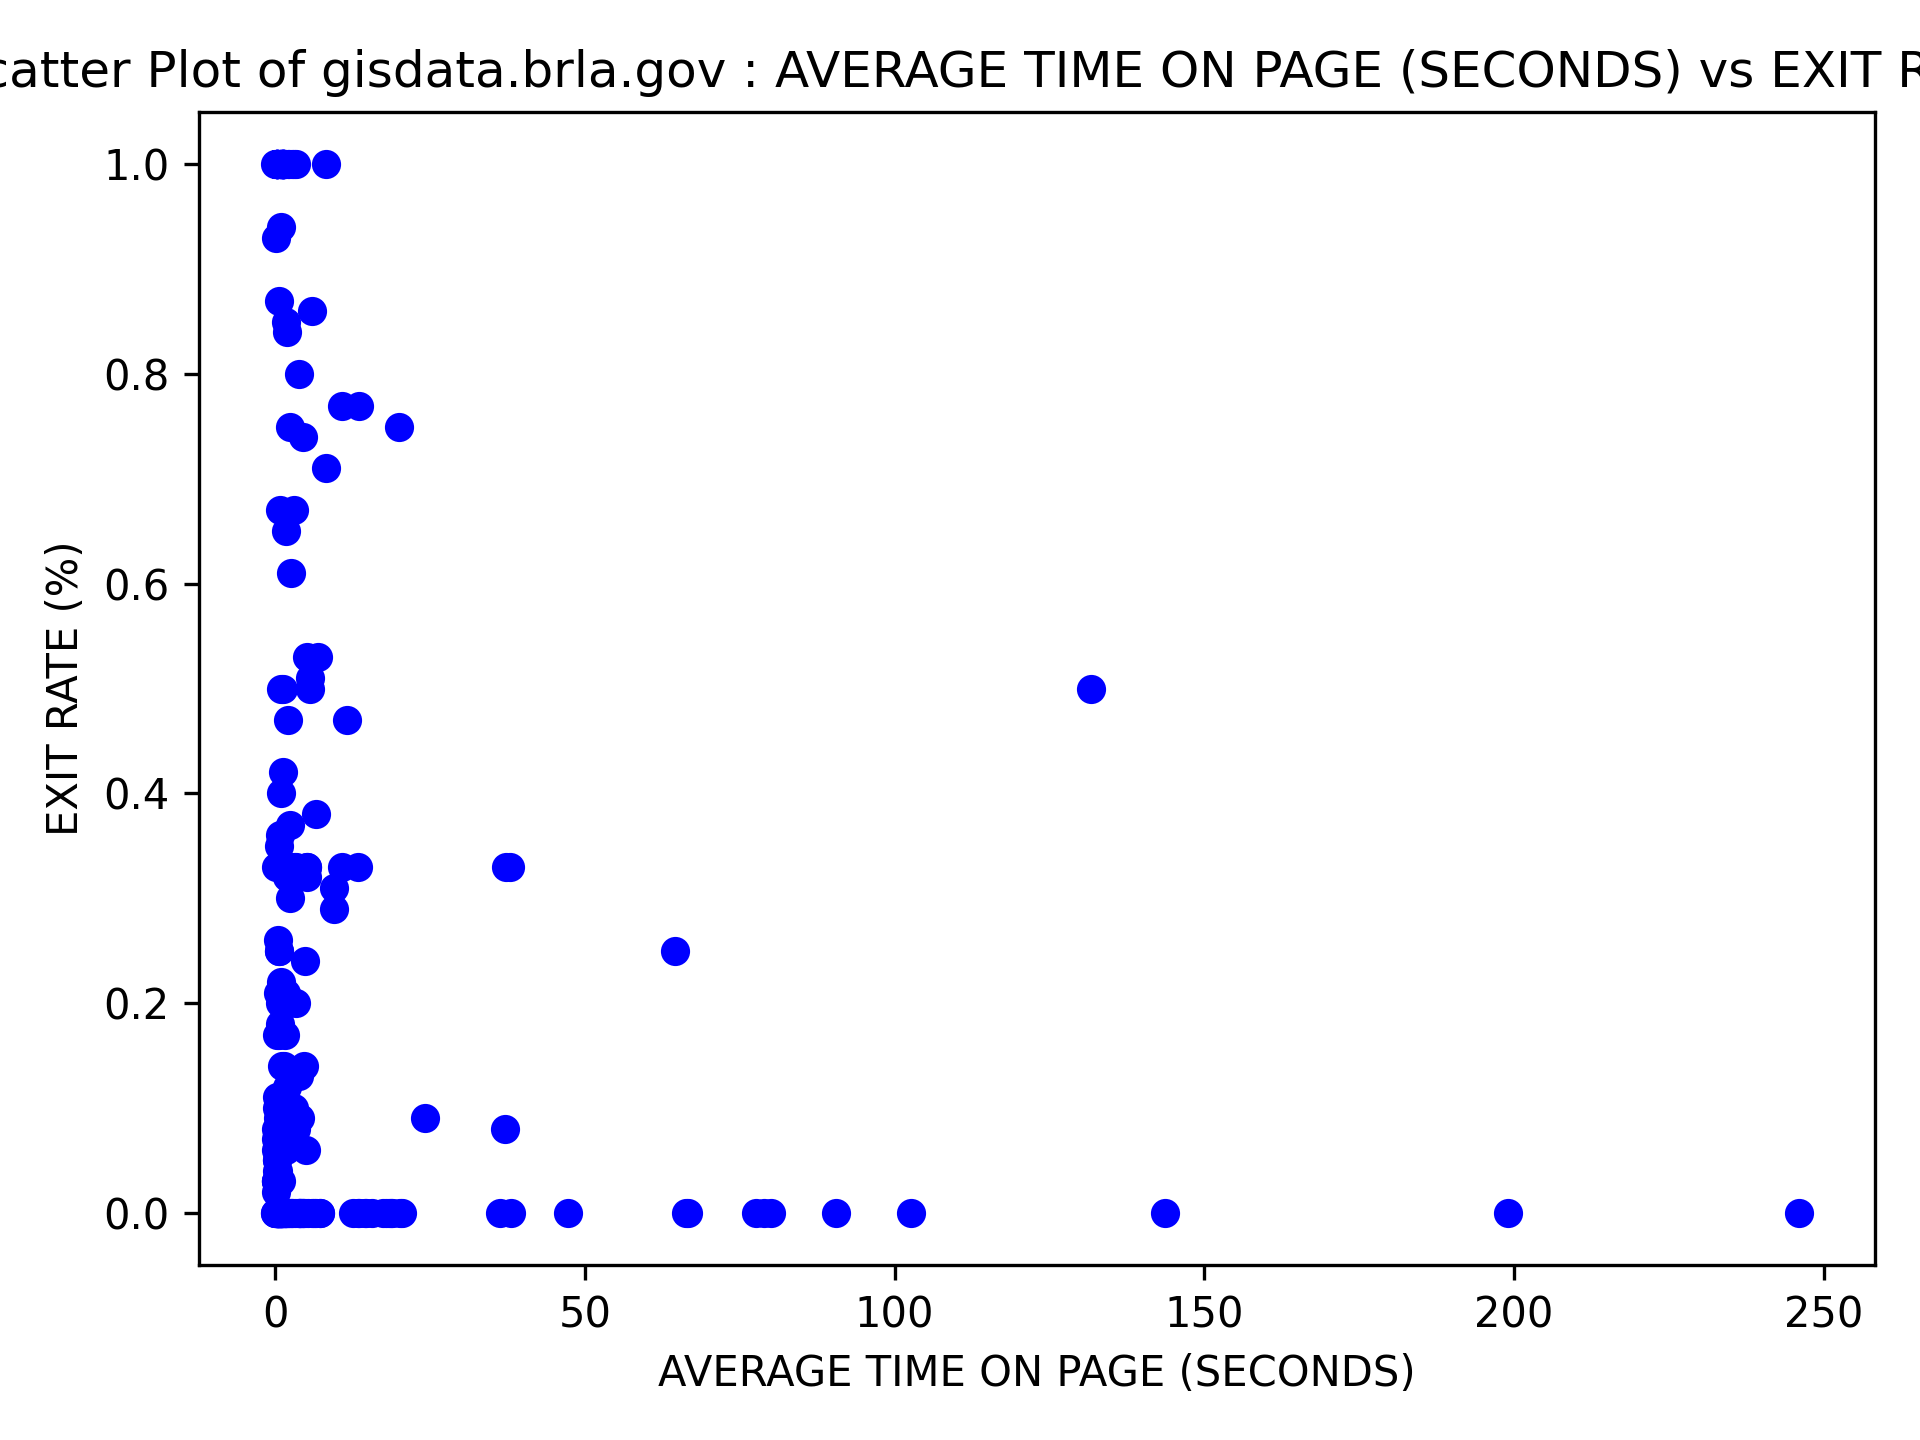 catter Plot of gisdata.brla.gov : AVERAGE TIME ON PAGE (SECONDS) vs EXIT R
1.0
0.8
0.6
0.4
0.2
0.0
EXIT RATE (%)
0 50 100 150 200 250
AVERAGE TIME ON PAGE (SECONDS)